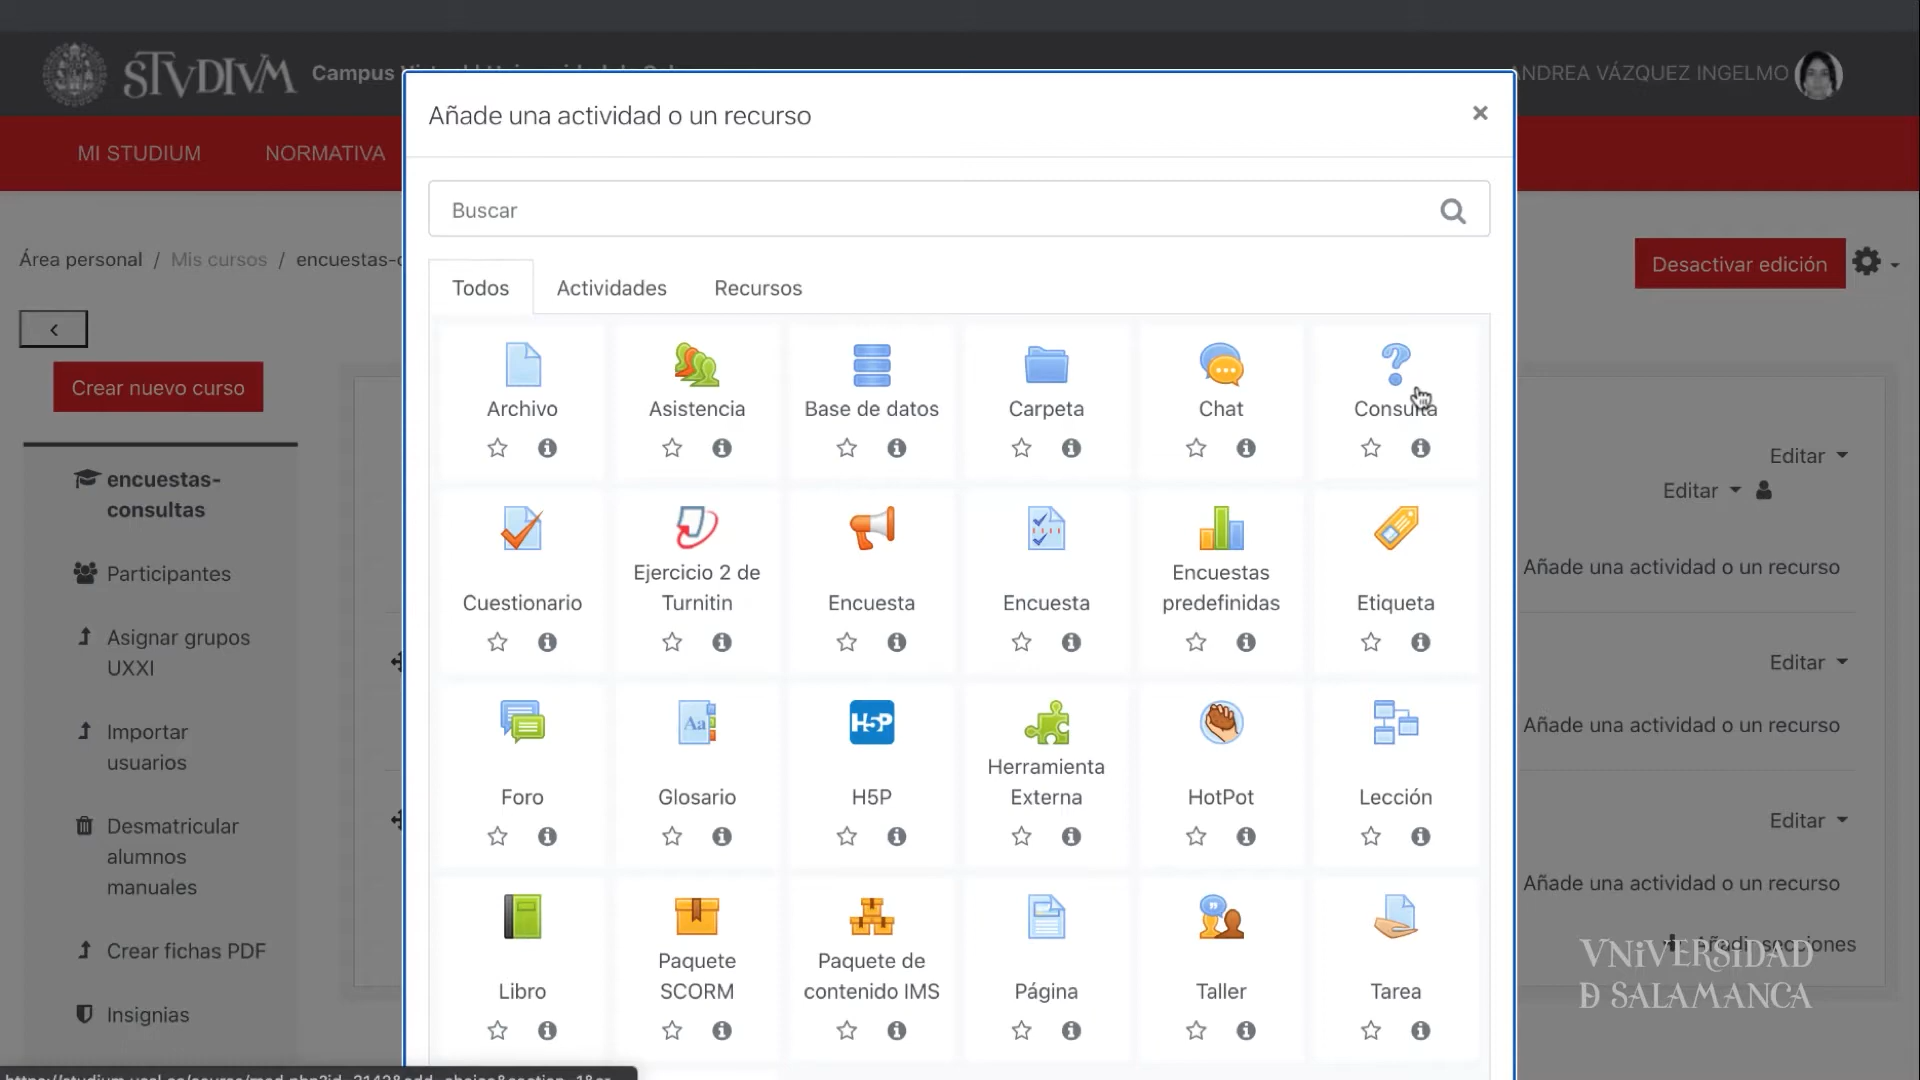 STVDIVM
Campus
ANDREA VÁZQUEZ INGELMO
MI STUDIUM
NORMATIVA
Área personal / Mis cursos / encuestas-
Desactivar edición
Crear nuevo curso
encuestas-
consultas
Participantes
Asignar grupos
UXXI
Importar
usuarios
Desmatricular
alumnos
manuales
Crear fichas PDF
Insignias
Añade una actividad o un recurso
×
Buscar
Todos
Actividades
Recursos
Archivo
Asistencia
Base de datos
Carpeta
Chat
Consulta
Cuestionario
Ejercicio 2 de
Turnitin
Encuesta
Encuesta
Encuestas
predefinidas
Etiqueta
Foro
Glosario
Aa
H5P
H5P
Herramienta
Externa
HotPot
Lección
Libro
Paquete
SCORM
Paquete de
contenido IMS
Página
Taller
Tarea
Editar
Editar
Añade una actividad o un recurso
Editar
Añade una actividad o un recurso
Editar
Añade una actividad o un recurso
Añadir secciones
VNiVERSiDAD
D SALAMANCA